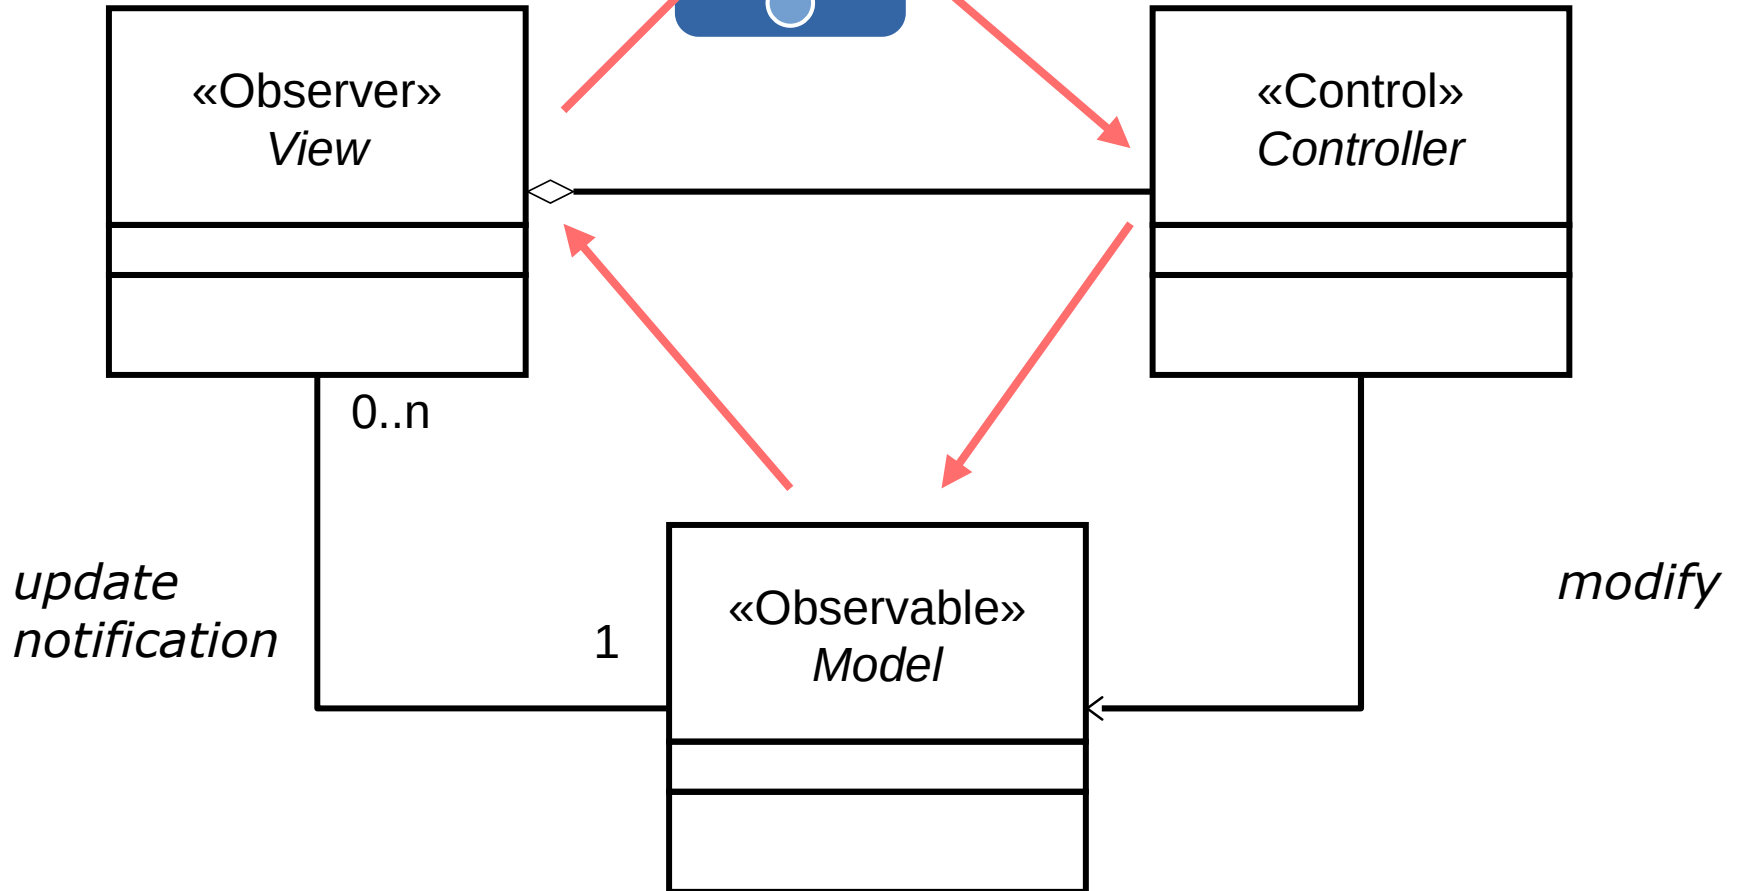 «Observer»
View
«Control»
Controller
0..n
update
notification
1
«Observable»
Model
modify